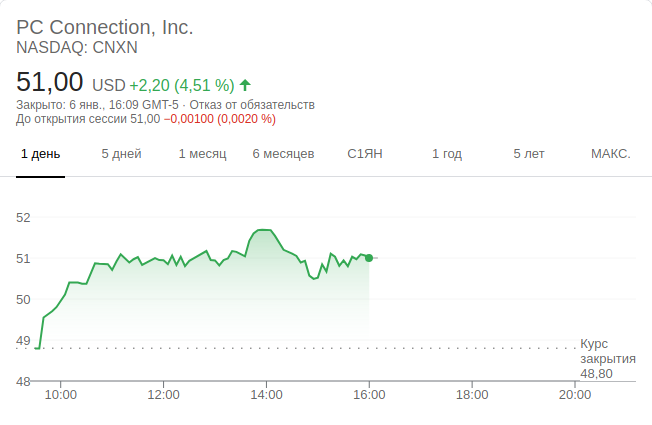 PC Connection, Inc.
NASDAQ: CNXN
51,00 USD +2,20 (4,51 %)
Закрыто: 6 янв., 16:09 GMT-5 · Отказ от обязательств
До открытия сессии 51,00 −0,00100 (0,0020 %)
1 день 5 дней 1 месяц 6 месяцев С1ЯН 1 год 5 лет МАКС.
52
51
50
49
Курс
закрытия
48,80
48
10:00 12:00 14:00 16:00 18:00 20:00